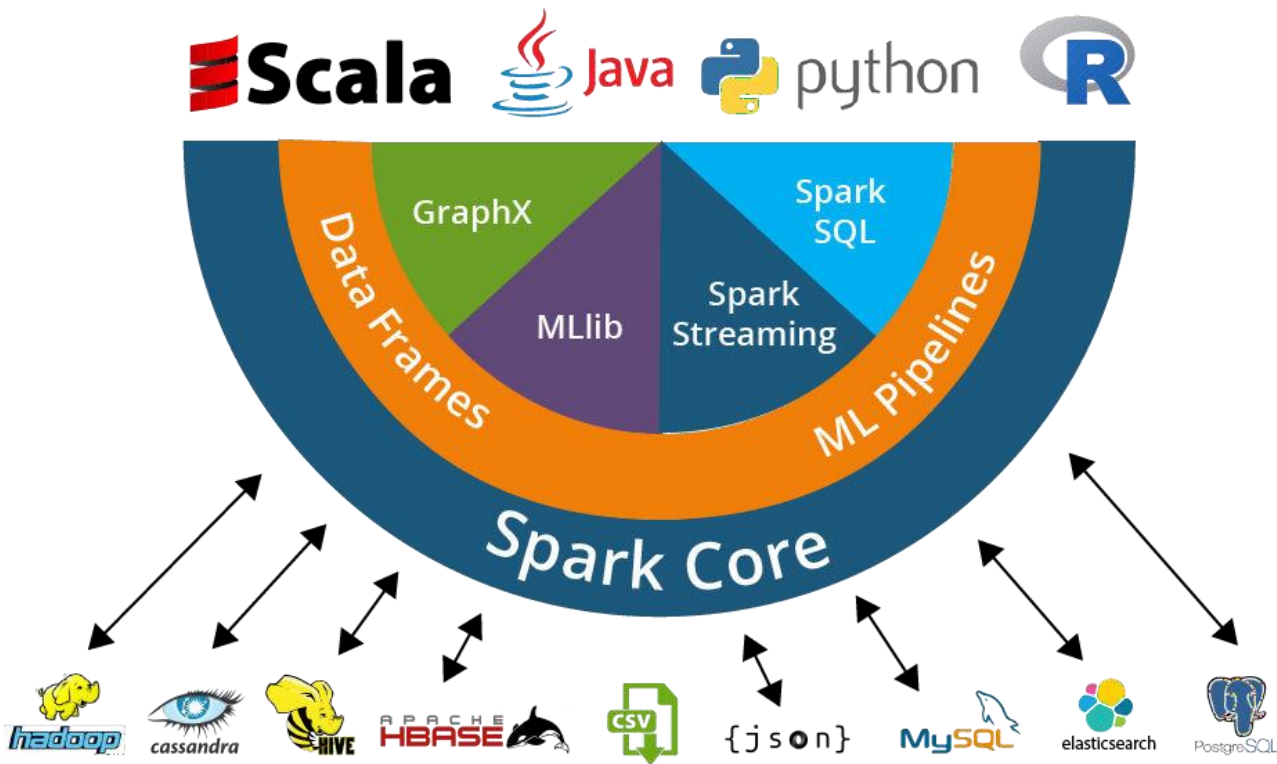 Scala
Java
python
R
GraphX
Spark
SQL
MLlib
Spark
Streaming
Data Frames
ML Pipelines
Spark Core
hadoop
cassandra
HIVE
APACHE
HBASE
CSV
{json}
MySQL
elasticsearch
PostgreSQL